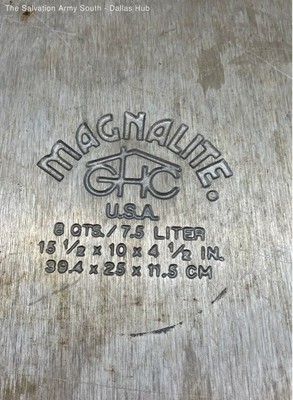 The Salvation Army South - Dallas Hub
MAGNALITE.
GHC
U.S.A.
8 QTS./7.5 LITER
15 1/2 x 10 x 4 1/2 IN.
39.4 x 25 x 11.5 CM